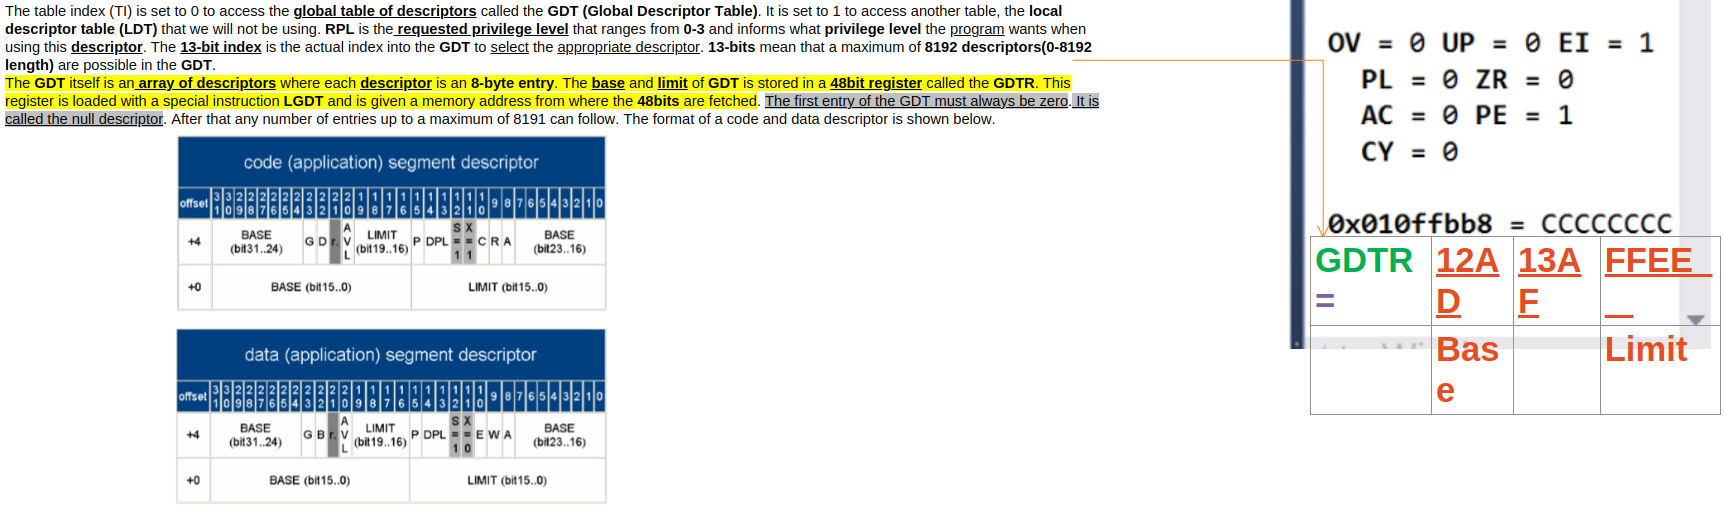 The table index (TI) is set to 0 to access the global table of descriptors called the GDT (Global Descriptor Table). It is set to 1 to access another table, the local
descriptor table (LDT) that we will not be using. RPL is the requested privilege level that ranges from 0-3 and informs what privilege level the program wants when
using this descriptor. The 13-bit index is the actual index into the GDT to select the appropriate descriptor. 13-bits mean that a maximum of 8192 descriptors(0-8192
length) are possible in the GDT.
The GDT itself is an array of descriptors where each descriptor is an 8-byte entry. The base and limit of GDT is stored in a 48bit register called the GDTR. This
register is loaded with a special instruction LGDT and is given a memory address from where the 48bits are fetched. The first entry of the GDT must always be zero. It is
called the null descriptor. After that any number of entries up to a maximum of 8191 can follow. The format of a code and data descriptor is shown below.
code (application) segment descriptor
offset 31 30 29 28 27 26 25 24 23 22 21 20 19 18 17 16 15 14 13 12 11 10 9 8 7 6 5 4 3 2 1 0
+4 BASE (bit31..24) G D r. AVL LIMIT (bit19..16) P DPL S=1 X=1 C R A BASE (bit23..16)
+0 BASE (bit15..0) LIMIT (bit15..0)
data (application) segment descriptor
offset 31 30 29 28 27 26 25 24 23 22 21 20 19 18 17 16 15 14 13 12 11 10 9 8 7 6 5 4 3 2 1 0
+4 BASE (bit31..24) G B r. AVL LIMIT (bit19..16) P DPL S=1 X=0 E W A BASE (bit23..16)
+0 BASE (bit15..0) LIMIT (bit15..0)
OV = 0 UP = 0 EI = 1
PL = 0 ZR = 0
AC = 0 PE = 1
CY = 0
0x010ffbb8 = CCCCCCCC
GDTR = 12AD 13AF FFEE
Base Limit